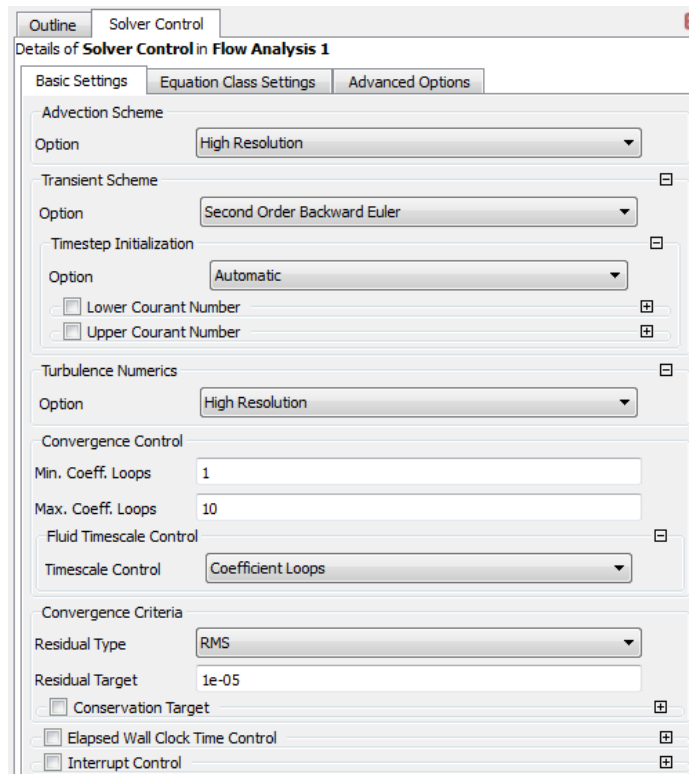 Outline Solver Control
Details of Solver Control in Flow Analysis 1
Basic Settings Equation Class Settings Advanced Options
Advection Scheme
Option High Resolution
Transient Scheme
Option Second Order Backward Euler
Timestep Initialization
Option Automatic
Lower Courant Number
Upper Courant Number
Turbulence Numerics
Option High Resolution
Convergence Control
Min. Coeff. Loops 1
Max. Coeff. Loops 10
Fluid Timescale Control
Timescale Control Coefficient Loops
Convergence Criteria
Residual Type RMS
Residual Target 1e-05
Conservation Target
Elapsed Wall Clock Time Control
Interrupt Control